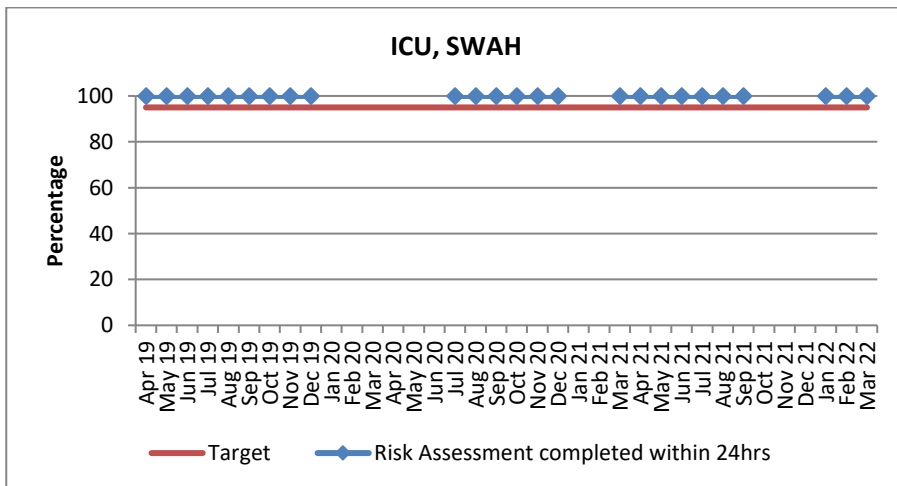 ICU, SWAH
Percentage
100
80
60
40
20
0
Apr 19
May 19
Jun 19
Jul 19
Aug 19
Sep 19
Oct 19
Nov 19
Dec 19
Jan 20
Feb 20
Mar 20
Apr 20
May 20
Jun 20
Jul 20
Aug 20
Sep 20
Oct 20
Nov 20
Dec 20
Jan 21
Feb 21
Mar 21
Apr 21
May 21
Jun 21
Jul 21
Aug 21
Sep 21
Oct 21
Nov 21
Dec 21
Jan 22
Feb 22
Mar 22
Target
Risk Assessment completed within 24hrs